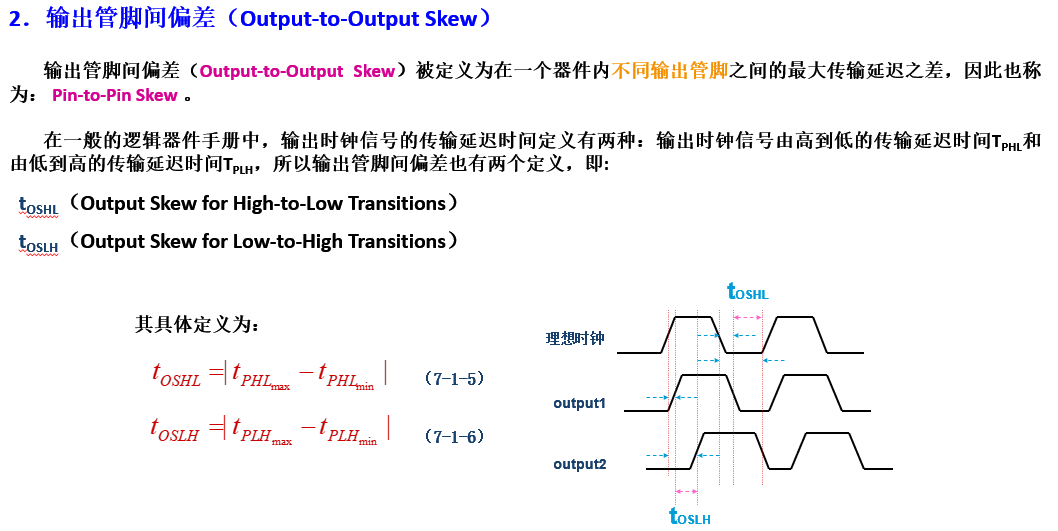 2．输出管脚间偏差（Output-to-Output Skew）
输出管脚间偏差（Output-to-Output Skew）被定义为在一个器件内不同输出管脚之间的最大传输延迟之差，因此也称
为： Pin-to-Pin Skew 。
在一般的逻辑器件手册中，输出时钟信号的传输延迟时间定义有两种：输出时钟信号由高到低的传输延迟时间TPHL和
由低到高的传输延迟时间TPLH，所以输出管脚间偏差也有两个定义，即:
tOSHL（Output Skew for High-to-Low Transitions）
tOSLH（Output Skew for Low-to-High Transitions）
其具体定义为：
tOSHL =| tPHLmax − tPHLmin | （7-1-5）
tOSLH =| tPLHmax − tPLHmin | （7-1-6）
tOSHL
理想时钟
output1
output2
tOSLH